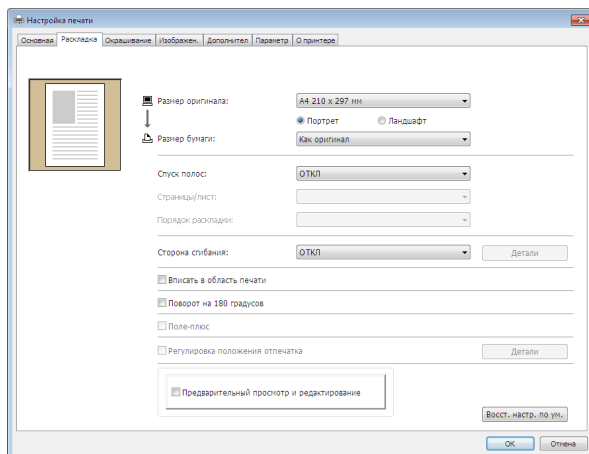 Настройка печати
Основная Раскладка Окрашивание Изображен. Дополнител Параметр О принтере
Размер оригинала: A4 210 x 297 мм
Портрет Ландшафт
Размер бумаги: Как оригинал
Спуск полос: ОТКЛ
Страницы/лист:
Порядок раскладки:
Сторона сгибания: ОТКЛ Детали
Вписать в область печати
Поворот на 180 градусов
Поле-плюс
Регулировка положения отпечатка Детали
Предварительный просмотр и редактирование
Восст. настр. по ум.
ОК Отмена